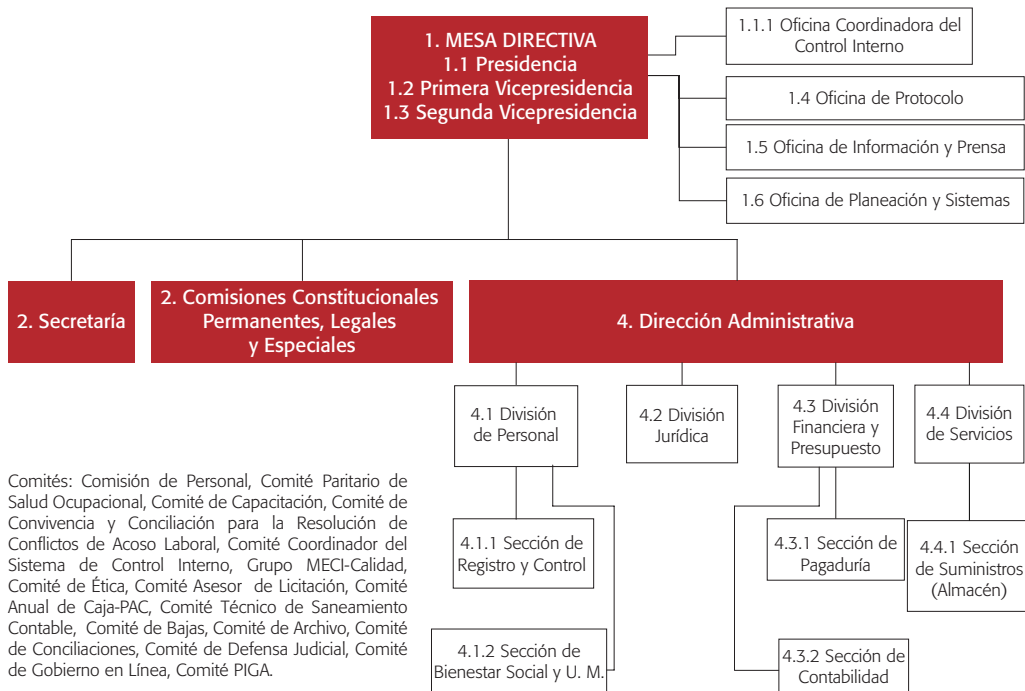 1. MESA DIRECTIVA
1.1 Presidencia
1.2 Primera Vicepresidencia
1.3 Segunda Vicepresidencia
1.1.1 Oficina Coordinadora del
Control Interno
1.4 Oficina de Protocolo
1.5 Oficina de Información y Prensa
1.6 Oficina de Planeación y Sistemas
2. Secretaría
2. Comisiones Constitucionales
Permanentes, Legales
y Especiales
4. Dirección Administrativa
4.1 División
de Personal
4.2 División
Jurídica
4.3 División
Financiera y
Presupuesto
4.4 División
de Servicios
4.1.1 Sección de
Registro y Control
4.3.1 Sección de
Pagaduría
4.4.1 Sección
de Suministros
(Almacén)
4.1.2 Sección de
Bienestar Social y U. M.
4.3.2 Sección de
Contabilidad
Comités: Comisión de Personal, Comité Paritario de
Salud Ocupacional, Comité de Capacitación, Comité de
Convivencia y Conciliación para la Resolución de
Conflictos de Acoso Laboral, Comité Coordinador del
Sistema de Control Interno, Grupo MECI-Calidad,
Comité de Ética, Comité Asesor de Licitación, Comité
Anual de Caja-PAC, Comité Técnico de Saneamiento
Contable, Comité de Bajas, Comité de Archivo, Comité
de Conciliaciones, Comité de Defensa Judicial, Comité
de Gobierno en Línea, Comité PIGA.